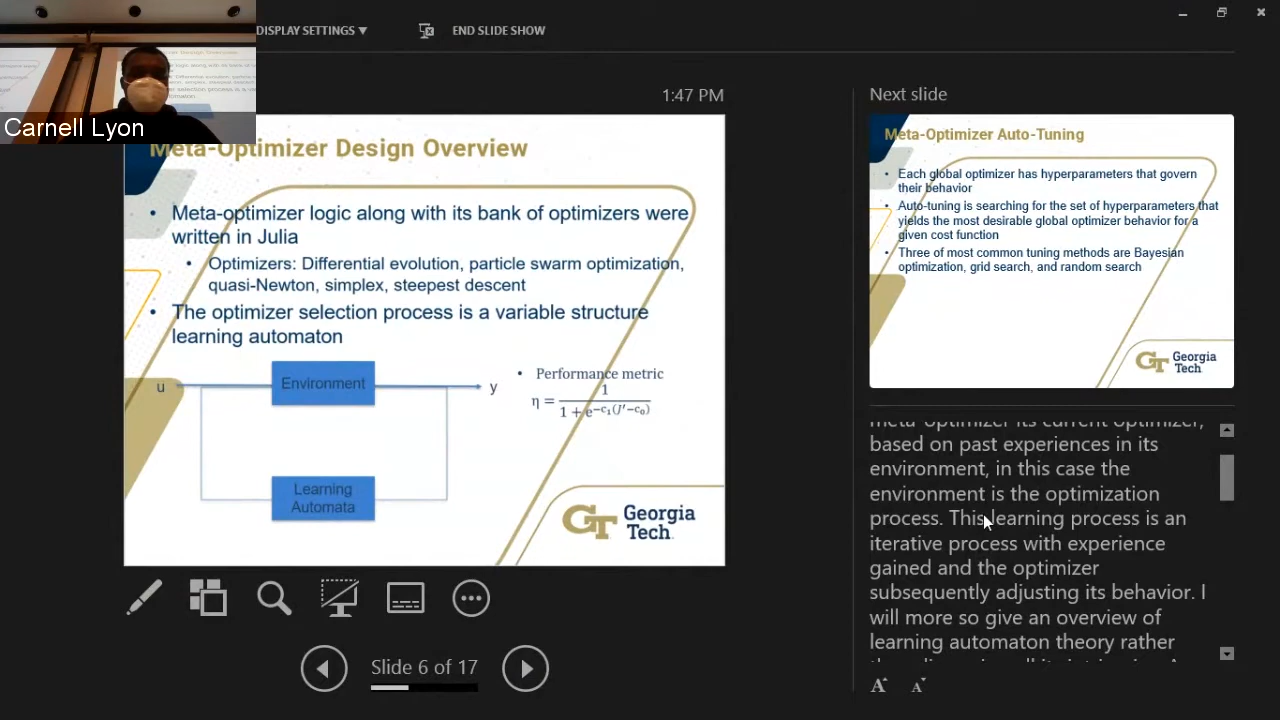 DISPLAY SETTINGS
END SLIDE SHOW
Carnell Lyon
1:47 PM
Meta-Optimizer Design Overview
• Meta-optimizer logic along with its bank of optimizers were
written in Julia
• Optimizers: Differential evolution, particle swarm optimization,
quasi-Newton, simplex, steepest descent
• The optimizer selection process is a variable structure
learning automaton
u
Environment
y
Learning
Automata
• Performance metric
η = 1 / (1 + e^{−c₁(J′−c₀)})
Georgia
Tech
Slide 6 of 17
Next slide
Meta-Optimizer Auto-Tuning
• Each global optimizer has hyperparameters that govern
their behavior
• Auto-tuning is searching for the set of hyperparameters that
yields the most desirable global optimizer behavior for a
given cost function
• Three of most common tuning methods are Bayesian
optimization, grid search, and random search
Georgia
Tech
meta-optimizer its current optimizer,
based on past experiences in its
environment, in this case the
environment is the optimization
process. This learning process is an
iterative process with experience
gained and the optimizer
subsequently adjusting its behavior. I
will more so give an overview of
learning automaton theory rather
A A